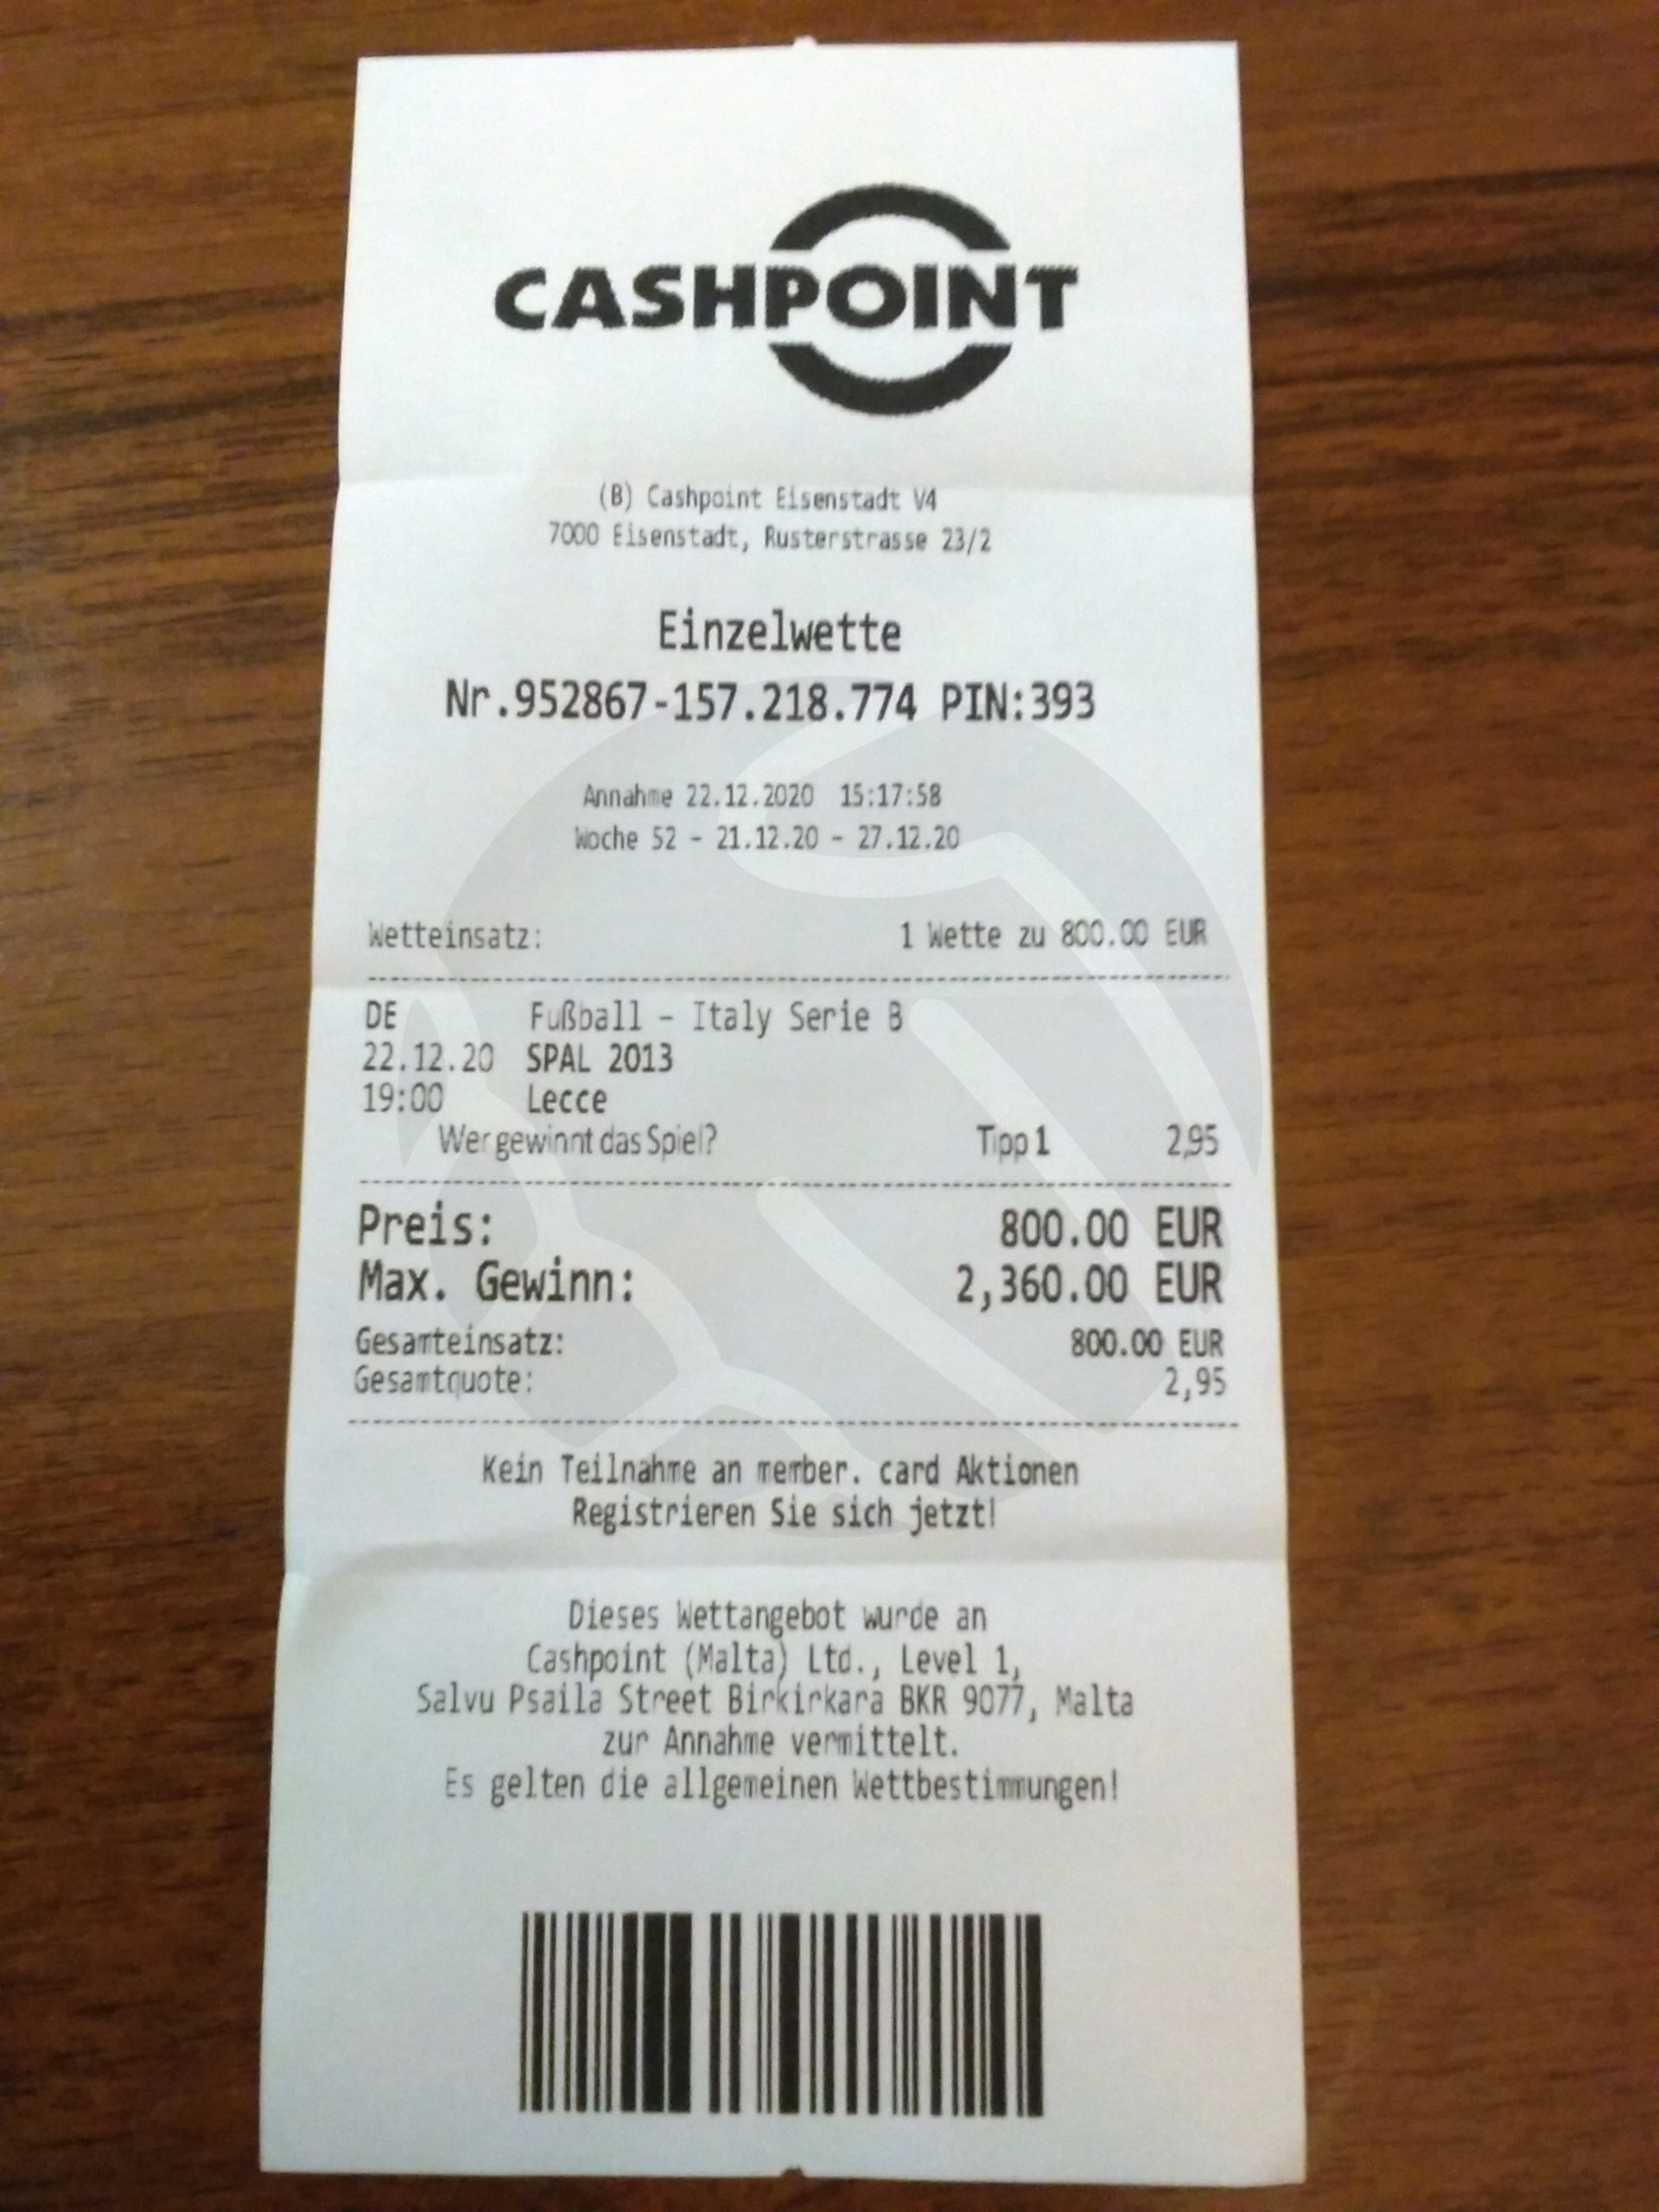 CASHPOINT
(B) Cashpoint Eisenstadt V4
7000 Eisenstadt, Rusterstrasse 23/2
Einzelwette
Nr.952867-157.218.774 PIN:393
Annahme 22.12.2020 15:17:58
Woche 52 - 21.12.20 - 27.12.20
Wetteinsatz: 1 Wette zu 800.00 EUR
DE Fußball - Italy Serie B
22.12.20 SPAL 2013
19:00 Lecce
Wer gewinnt das Spiel? Tipp 1 2,95
Preis: 800.00 EUR
Max. Gewinn: 2,360.00 EUR
Gesamteinsatz: 800.00 EUR
Gesamtquote: 2,95
Kein Teilnahme an member. card Aktionen
Registrieren Sie sich jetzt!
Dieses Wettangebot wurde an
Cashpoint (Malta) Ltd., Level 1,
Salvu Psaila Street Birkirkara BKR 9077, Malta
zur Annahme vermittelt.
Es gelten die allgemeinen Wettbestimmungen!